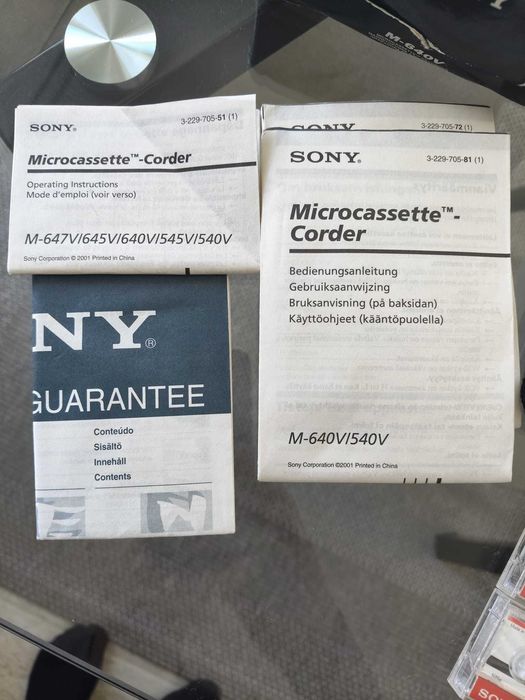 M-640V
SONY®
3-229-705-51 (1)
Microcassette™-Corder
Operating Instructions
Mode d'emploi (voir verso)
M-647V/645V/640V/545V/540V
Sony Corporation © 2001 Printed in China
SONY
3-229-705-72 (1)
SONY®
3-229-705-81 (1)
Microcassette™-
Corder
Bedienungsanleitung
Gebruiksaanwijzing
Bruksanvisning (på baksidan)
Käyttöohjeet (kääntöpuolella)
M-640V/540V
Sony Corporation ©2001 Printed in China
NY®
GUARANTEE
Conteúdo
Sisältö
Innehåll
Contents
SO